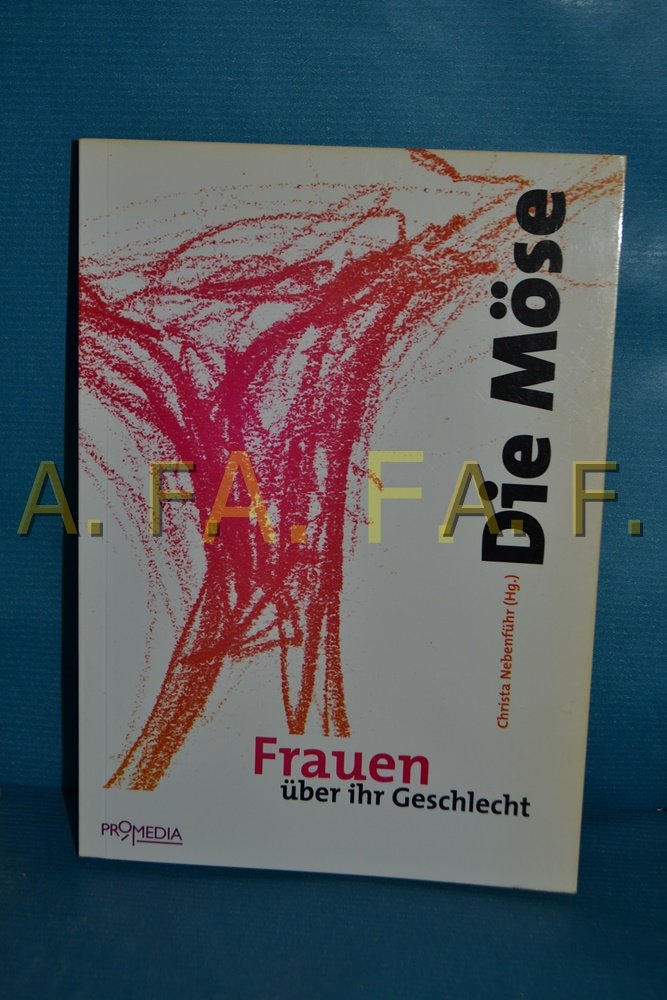 Die Möse
Christa Nebenführ (Hg.)
A. F. A. F. A. F.
Frauen
über ihr Geschlecht
PROMEDIA